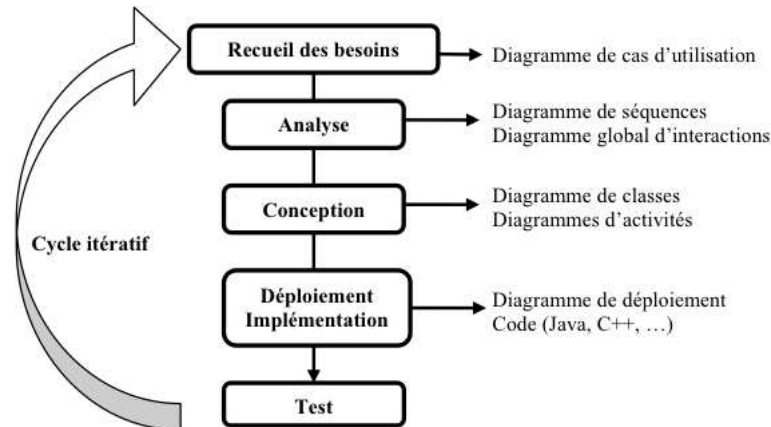 Recueil des besoins
Diagramme de cas d'utilisation
Analyse
Diagramme de séquences
Diagramme global d'interactions
Conception
Diagramme de classes
Diagrammes d'activités
Cycle itératif
Déploiement
Implémentation
Diagramme de déploiement
Code (Java, C++, …)
Test